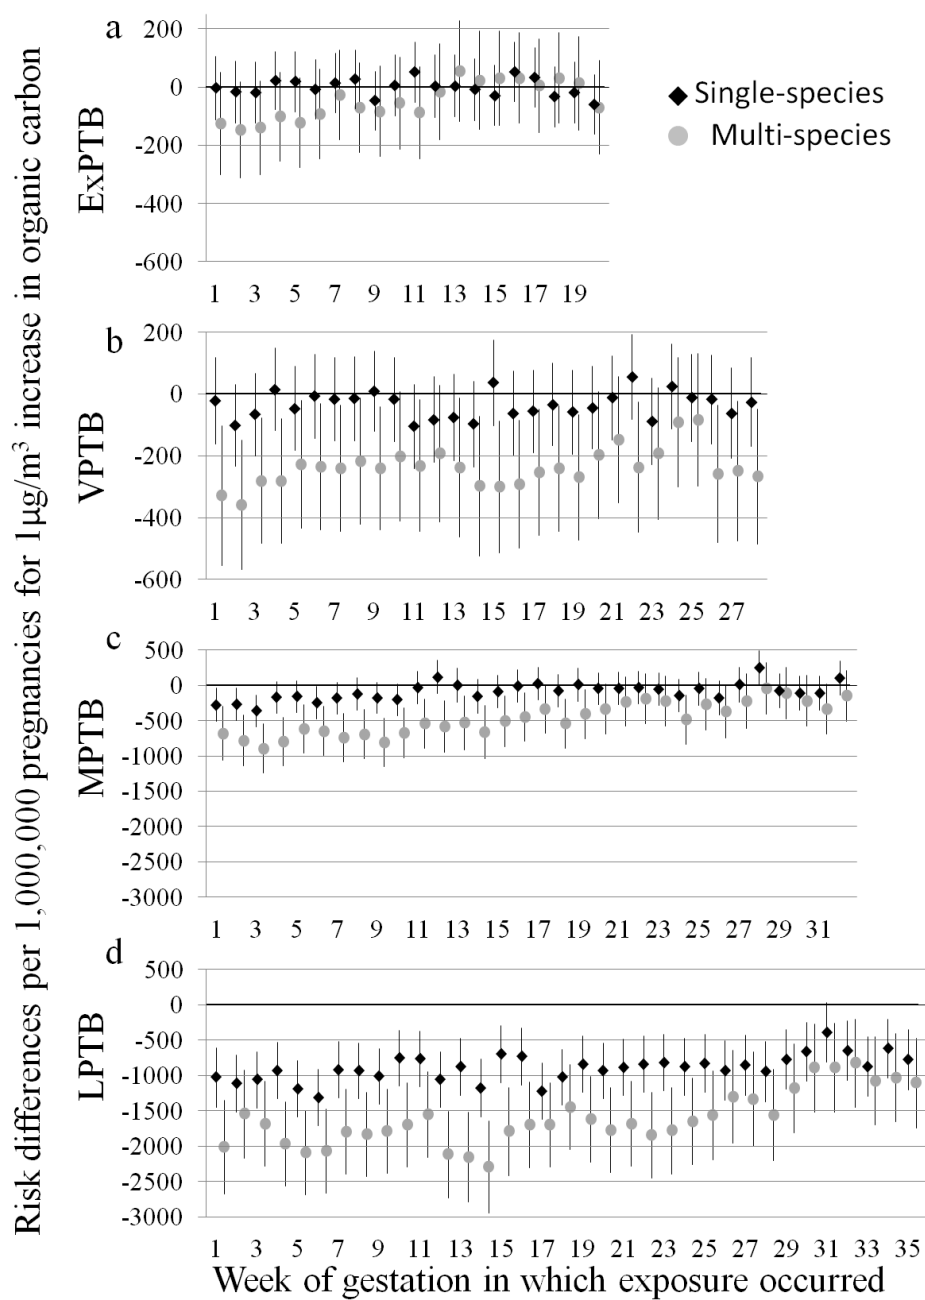 Risk differences per 1,000,000 pregnancies for 1µg/m³ increase in organic carbon
a
ExPTB
200
0
-200
-400
-600
1 3 5 7 9 11 13 15 17 19
Single-species
Multi-species
b
VPTB
200
0
-200
-400
-600
1 3 5 7 9 11 13 15 17 19 21 23 25 27
c
MPTB
500
0
-500
-1000
-1500
-2000
-2500
-3000
1 3 5 7 9 11 13 15 17 19 21 23 25 27 29 31
d
LPTB
500
0
-500
-1000
-1500
-2000
-2500
-3000
1 3 5 7 9 11 13 15 17 19 21 23 25 27 29 31 33 35
Week of gestation in which exposure occurred